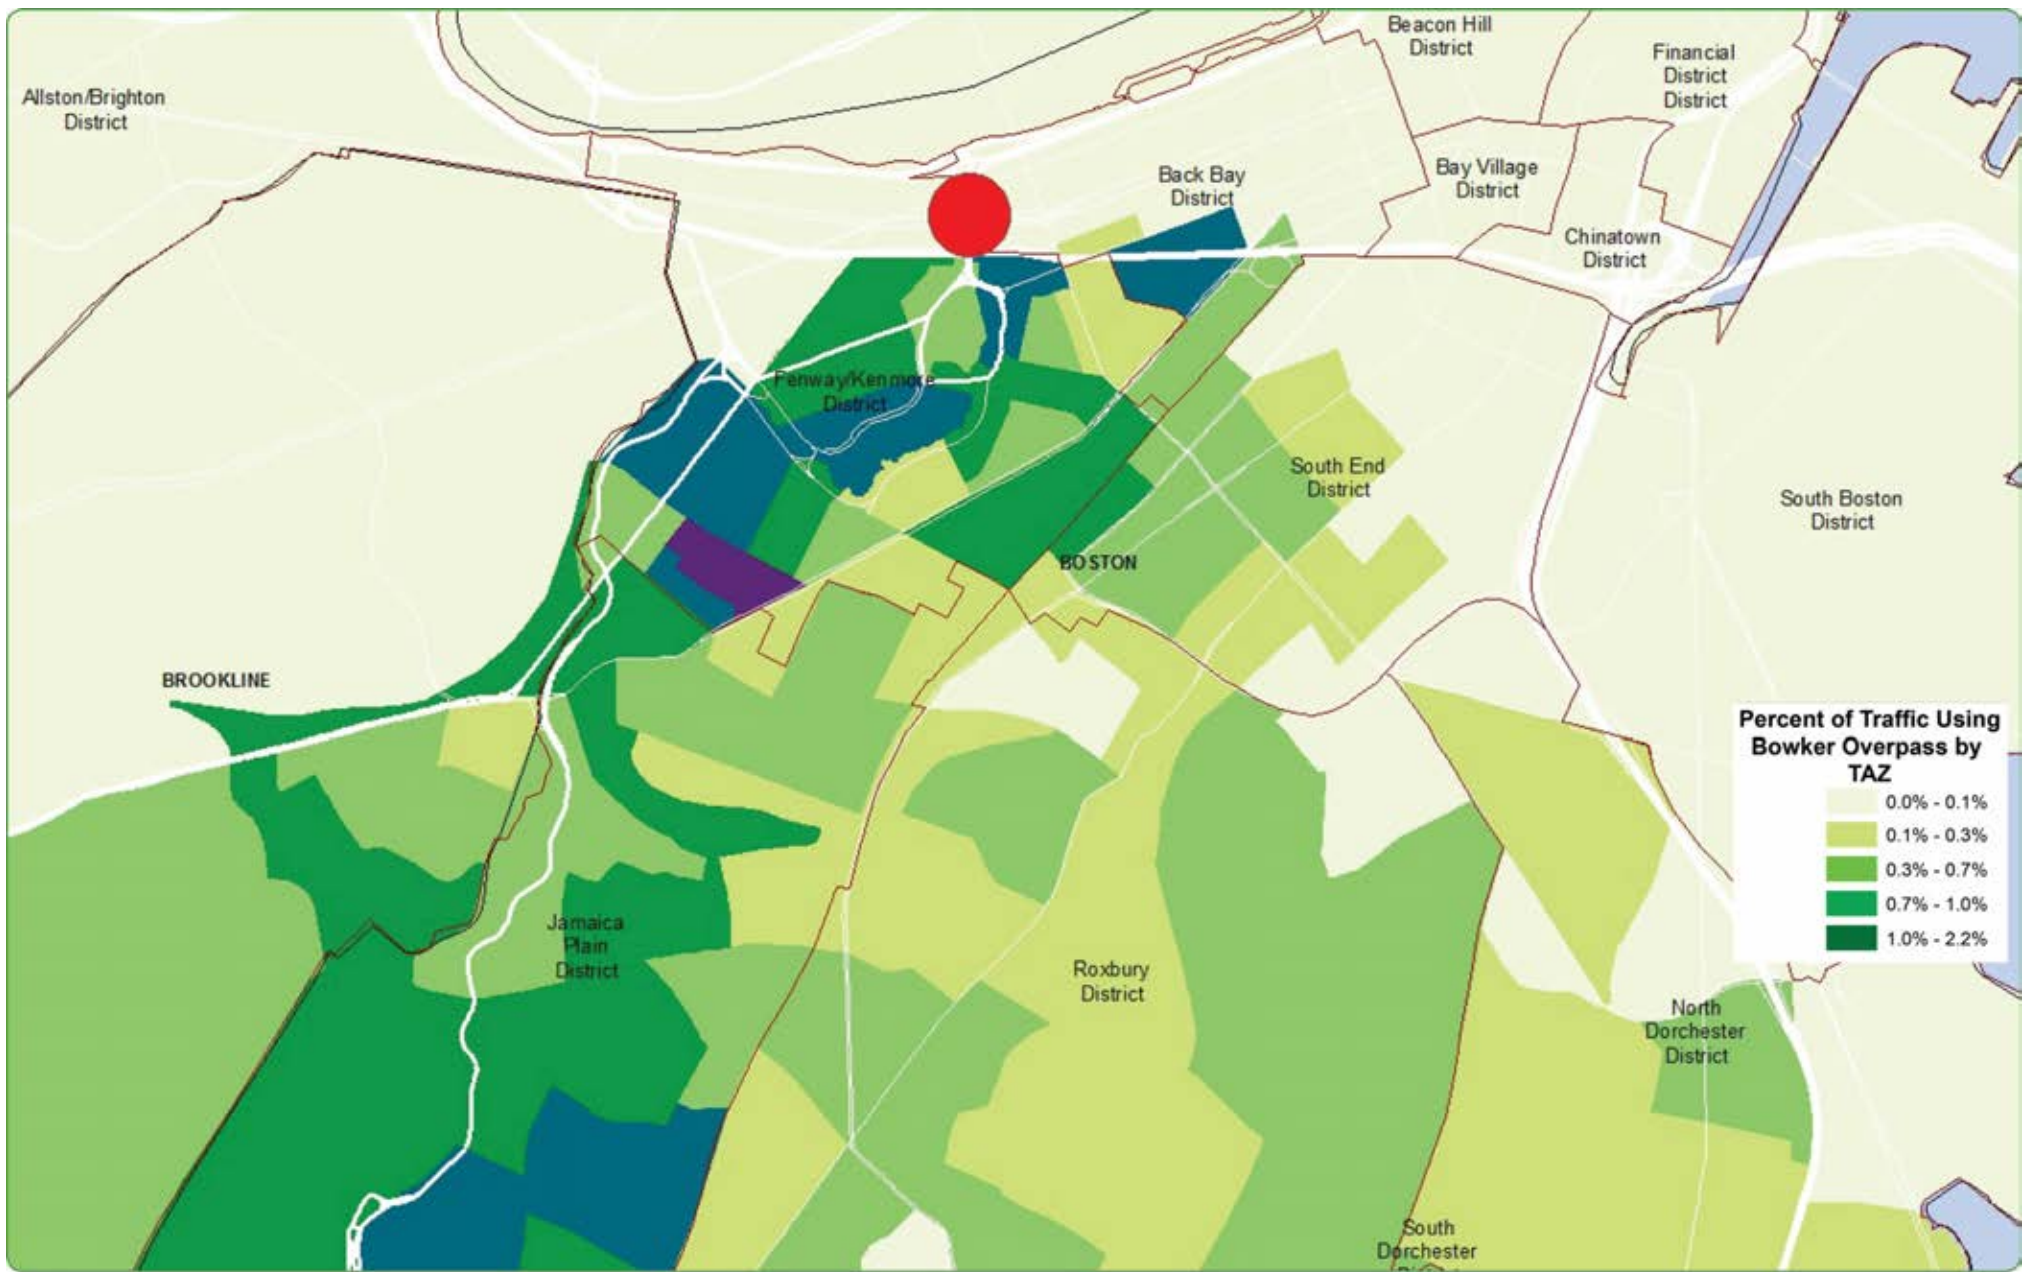 Beacon Hill
District
Financial
District
District
Allston/Brighton
District
Back Bay
District
Bay Village
District
Chinatown
District
Fenway/Kenmore
District
South End
District
South Boston
District
BOSTON
BROOKLINE
Percent of Traffic Using
Bowker Overpass by
TAZ
0.0% - 0.1%
0.1% - 0.3%
0.3% - 0.7%
0.7% - 1.0%
1.0% - 2.2%
Jamaica
Plain
District
Roxbury
District
North
Dorchester
District
South
Dorchester
District